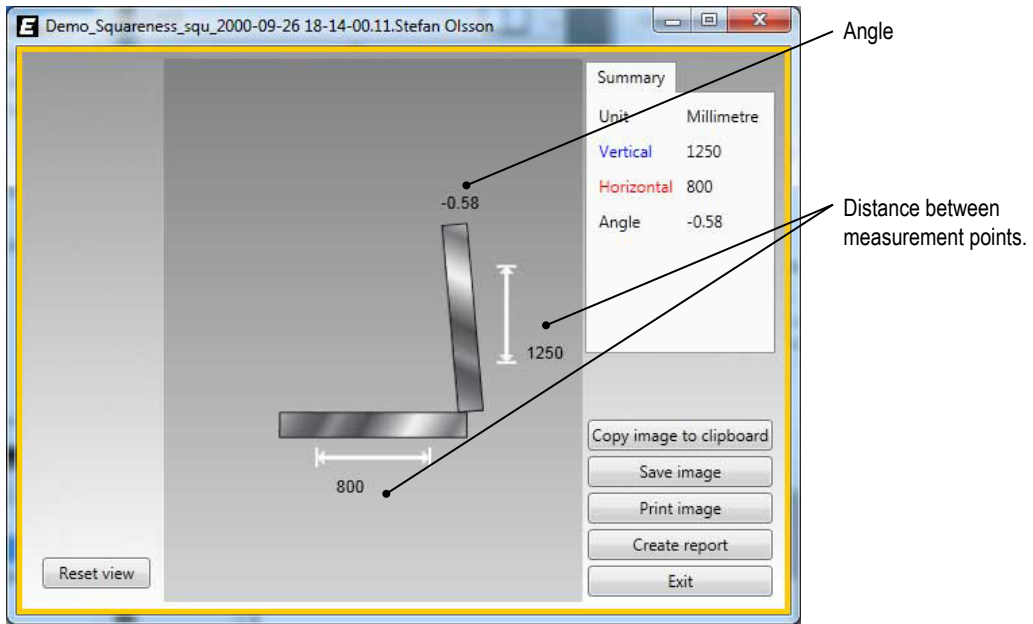 Demo_Squareness_squ_2000-09-26 18-14-00.11.Stefan Olsson
Angle
Summary
Unit Millimetre
Vertical 1250
Horizontal 800
Angle -0.58
-0.58
Distance between
measurement points.
1250
800
Copy image to clipboard
Save image
Print image
Create report
Exit
Reset view